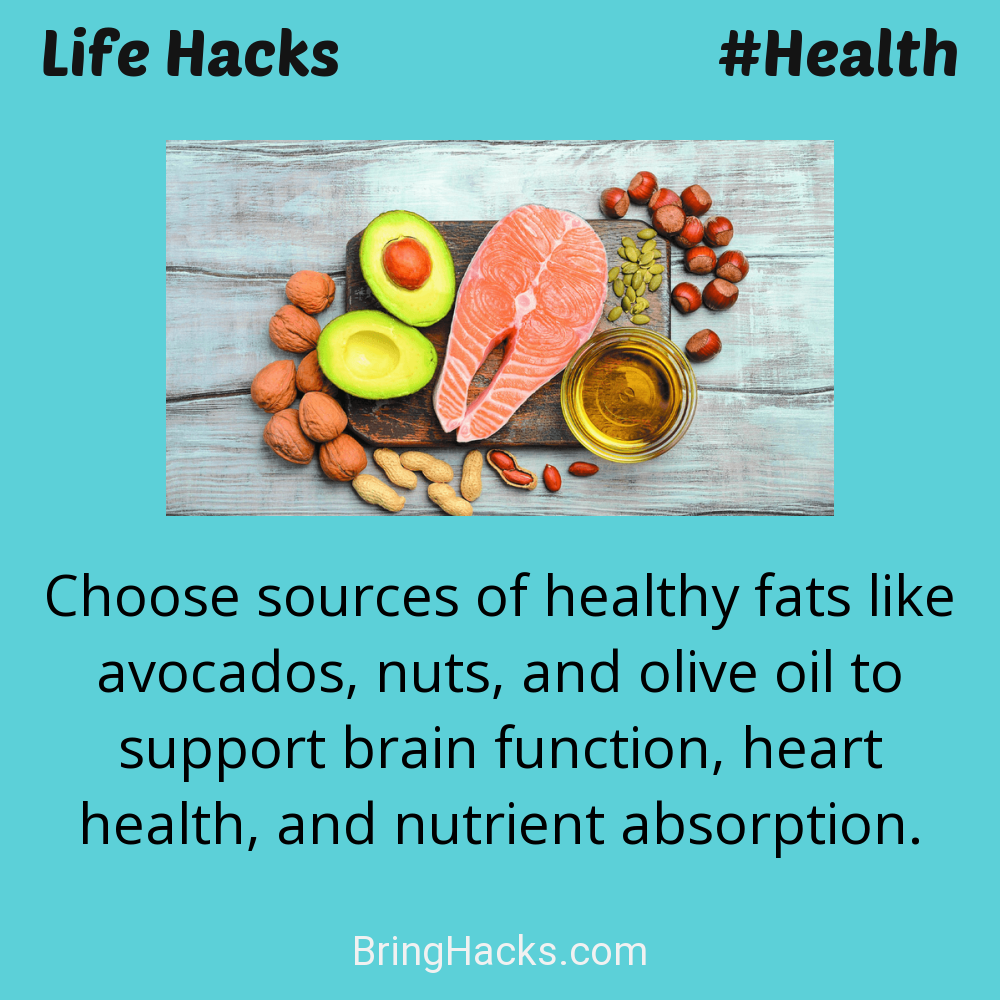 Life Hacks
#Health
Choose sources of healthy fats like
avocados, nuts, and olive oil to
support brain function, heart
health, and nutrient absorption.
BringHacks.com